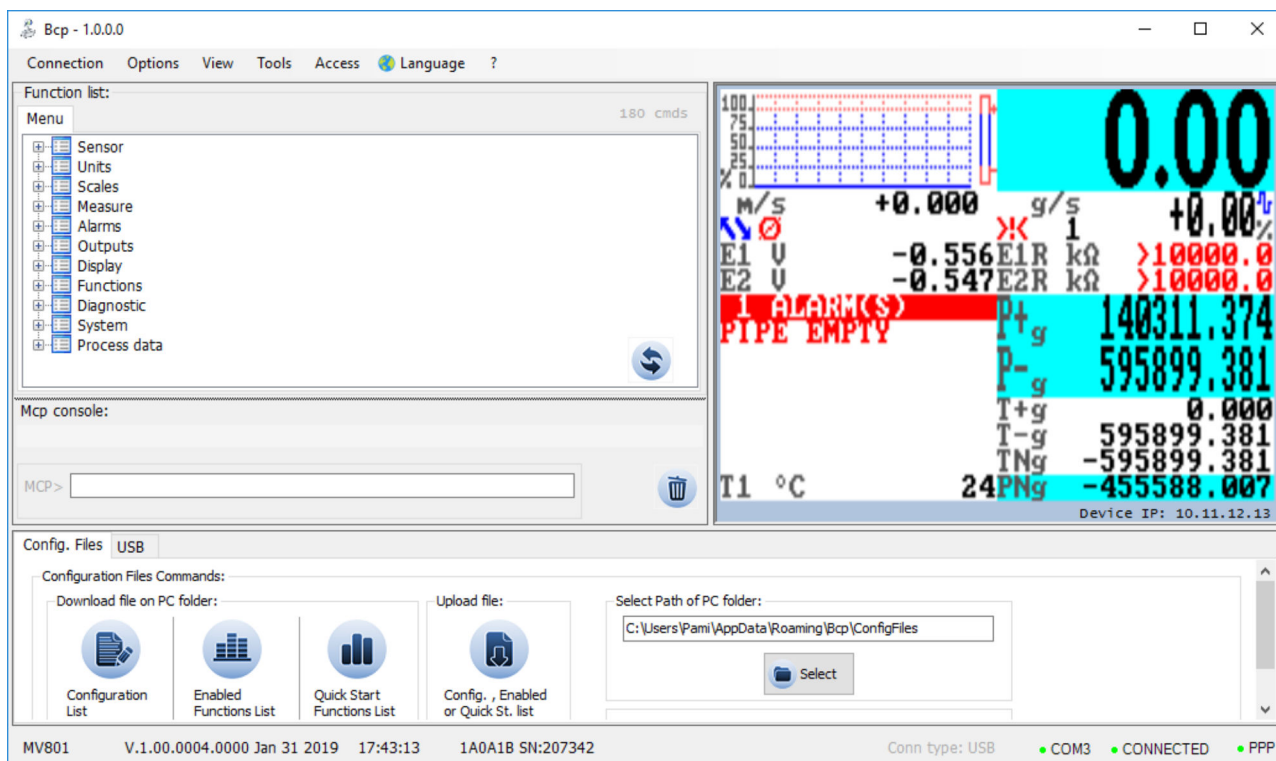 Bcp - 1.0.0.0
Connection Options View Tools Access Language ?
Function list:
Menu
180 cmds
Sensor
Units
Scales
Measure
Alarms
Outputs
Display
Functions
Diagnostic
System
Process data
Mcp console:
MCP>
100
75
50
25
% 0
0.00
m/s +0.000 g/s +0.00
1 %
E1 V -0.556 E1R kΩ >10000.0
E2 V -0.547 E2R kΩ >10000.0
1 ALARM(S)
PIPE EMPTY
P+g 140311.374
P-g 595899.381
T+g 0.000
T-g 595899.381
TNg -595899.381
T1 °C 24 PNg -455588.007
Device IP: 10.11.12.13
Config. Files USB
Configuration Files Commands:
Download file on PC folder:
Configuration
List
Enabled
Functions List
Quick Start
Functions List
Upload file:
Config. , Enabled
or Quick St. list
Select Path of PC folder:
C:\Users\Pami\AppData\Roaming\Bcp\ConfigFiles
Select
MV801 V.1.00.0004.0000 Jan 31 2019 17:43:13 1A0A1B SN:207342 Conn type: USB COM3 CONNECTED PPP